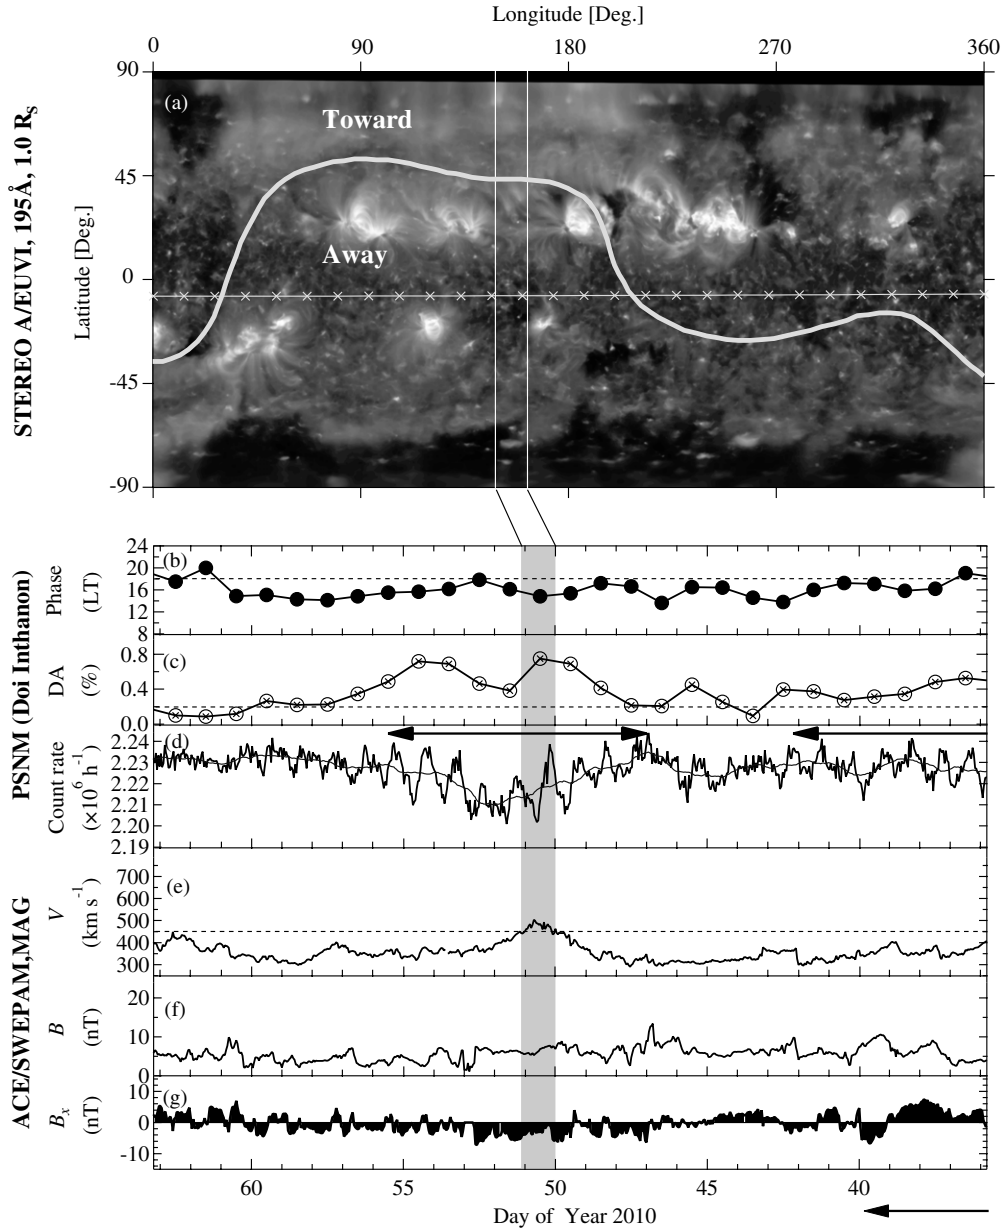 Longitude [Deg.]
0 90 180 270 360
STEREO A/EUVI, 195Å, 1.0 Rs
Latitude [Deg.]
90
45
0
-45
-90
(a)
Toward
Away
PSNM (Doi Inthanon)
Phase
(LT)
24
20
16
12
8
(b)
DA
(%)
0.8
0.4
0.0
(c)
Count rate
(×10⁶ h⁻¹)
2.24
2.23
2.22
2.21
2.20
2.19
(d)
ACE/SWEPAM,MAG
V
(km s⁻¹)
700
600
500
400
300
(e)
B
(nT)
20
10
0
(f)
Bx
(nT)
10
0
-10
(g)
60 55 50 45 40
Day of Year 2010